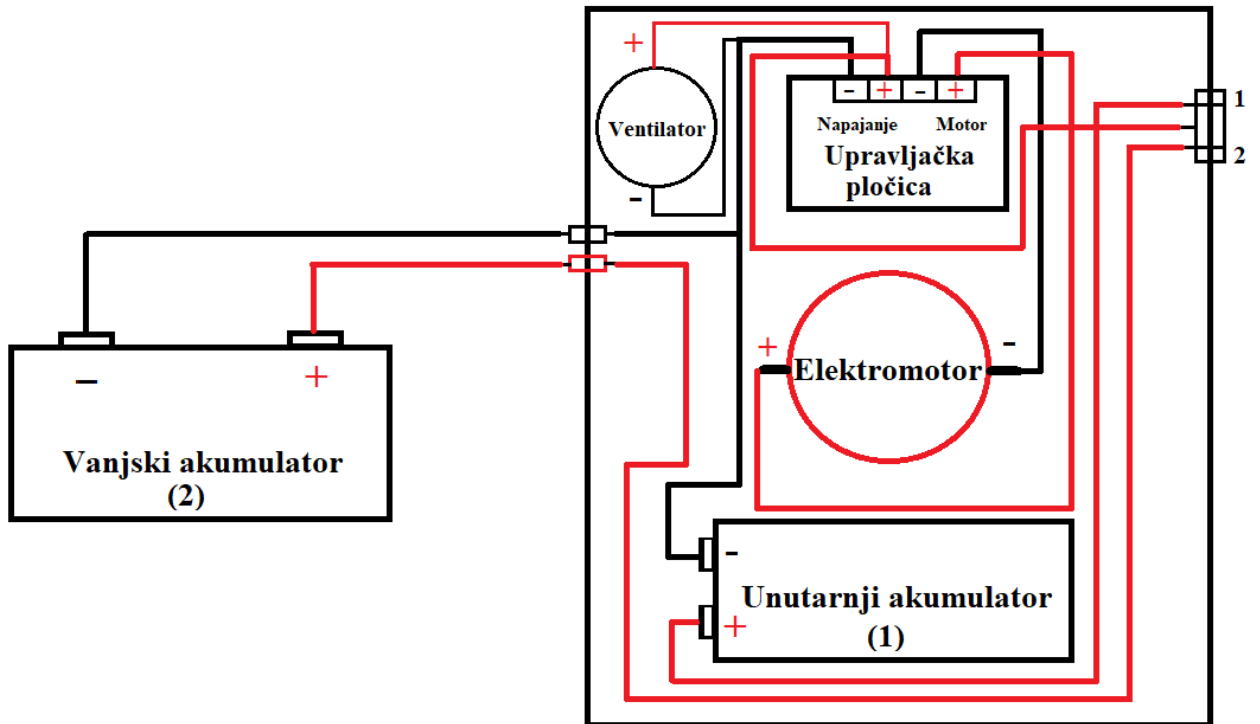 +
Ventilator
-
- + - +
Napajanje Motor
Upravljačka
pločica
1
2
- +
Vanjski akumulator
(2)
+ -
Elektromotor
-
Unutarnji akumulator
+
(1)